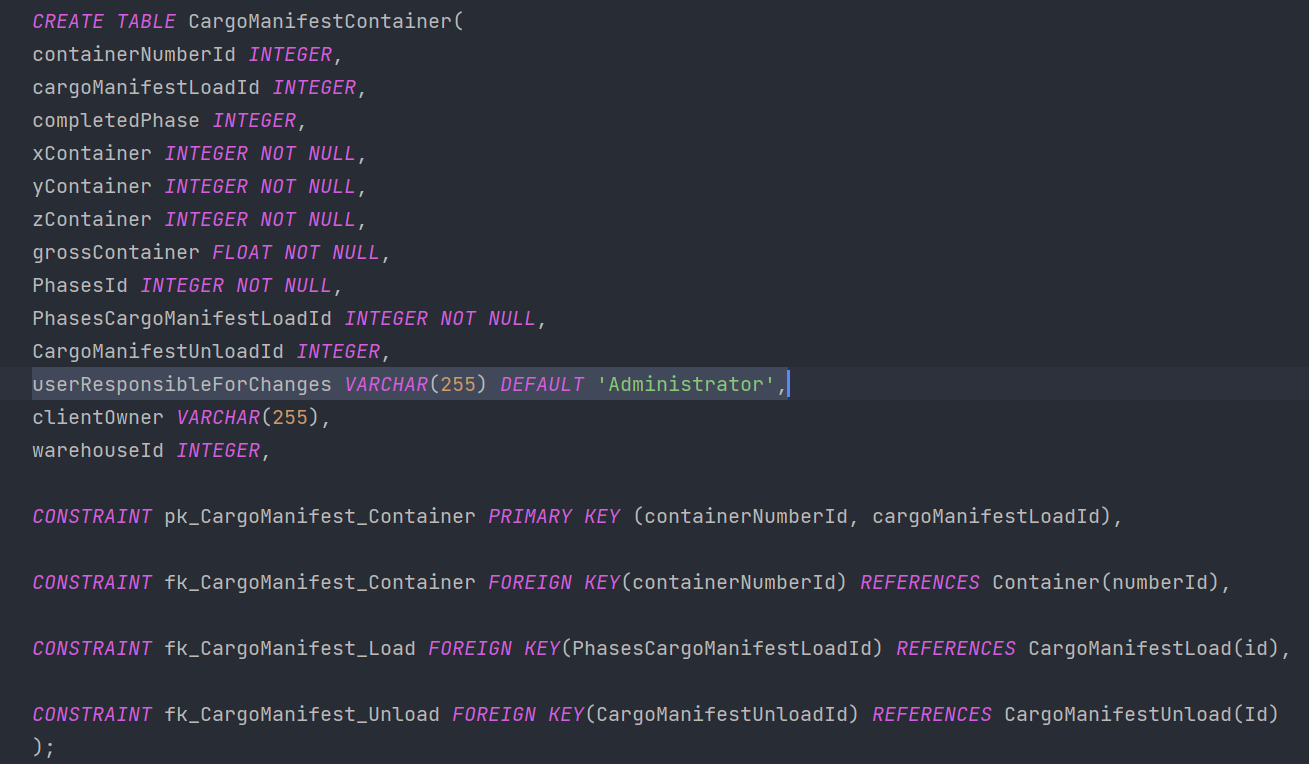 CREATE TABLE CargoManifestContainer(
containerNumberId INTEGER,
cargoManifestLoadId INTEGER,
completedPhase INTEGER,
xContainer INTEGER NOT NULL,
yContainer INTEGER NOT NULL,
zContainer INTEGER NOT NULL,
grossContainer FLOAT NOT NULL,
PhasesId INTEGER NOT NULL,
PhasesCargoManifestLoadId INTEGER NOT NULL,
CargoManifestUnloadId INTEGER,
userResponsibleForChanges VARCHAR(255) DEFAULT 'Administrator',
clientOwner VARCHAR(255),
warehouseId INTEGER,
CONSTRAINT pk_CargoManifest_Container PRIMARY KEY (containerNumberId, cargoManifestLoadId),
CONSTRAINT fk_CargoManifest_Container FOREIGN KEY(containerNumberId) REFERENCES Container(numberId),
CONSTRAINT fk_CargoManifest_Load FOREIGN KEY(PhasesCargoManifestLoadId) REFERENCES CargoManifestLoad(id),
CONSTRAINT fk_CargoManifest_Unload FOREIGN KEY(CargoManifestUnloadId) REFERENCES CargoManifestUnload(Id)
);